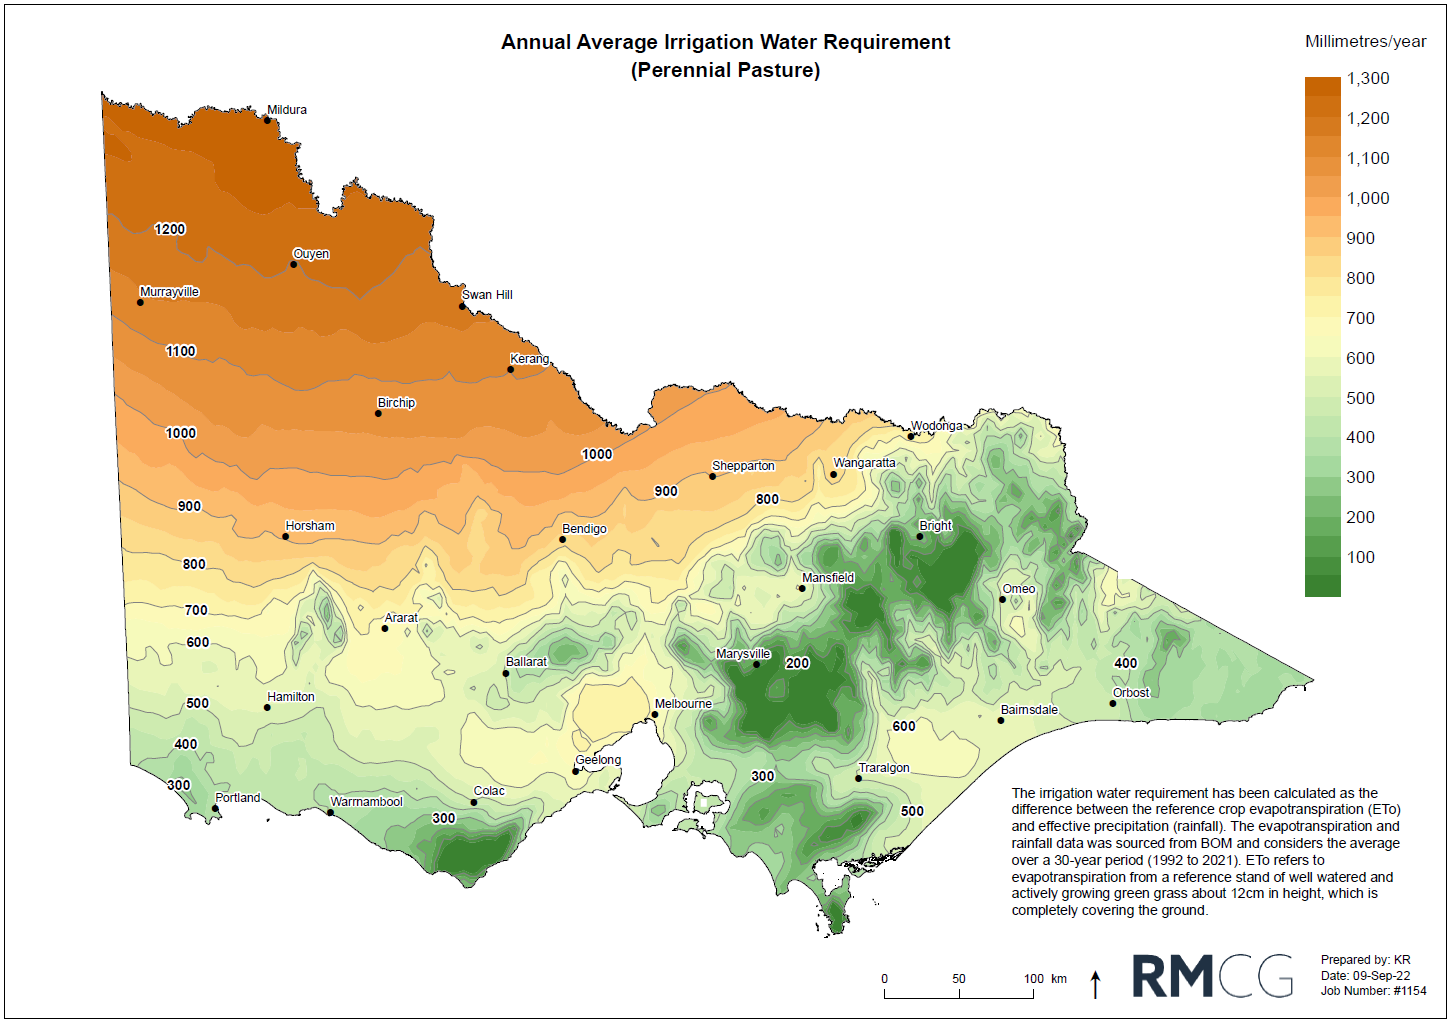 Annual Average Irrigation Water Requirement
(Perennial Pasture)
Millimetres/year
1,300
1,200
1,100
1,000
900
800
700
600
500
400
300
200
100
Mildura
1200
Ouyen
Murrayville
Swan Hill
1100
Kerang
Birchip
1000
1000
Wodonga
Shepparton
Wangaratta
900
800
900
Horsham
Bendigo
Bright
800
Mansfield
Omeo
700
Ararat
600
Marysville
200
400
Ballarat
Hamilton
500
Melbourne
Orbost
Bairnsdale
600
400
Geelong
Traralgon
300
300
Portland
Warrnambool
Colac
300
500
The irrigation water requirement has been calculated as the
difference between the reference crop evapotranspiration (ETo)
and effective precipitation (rainfall). The evapotranspiration and
rainfall data was sourced from BOM and considers the average
over a 30-year period (1992 to 2021). ETo refers to
evapotranspiration from a reference stand of well watered and
actively growing green grass about 12cm in height, which is
completely covering the ground.
0 50 100 km
RMCG
Prepared by: KR
Date: 09-Sep-22
Job Number: #1154